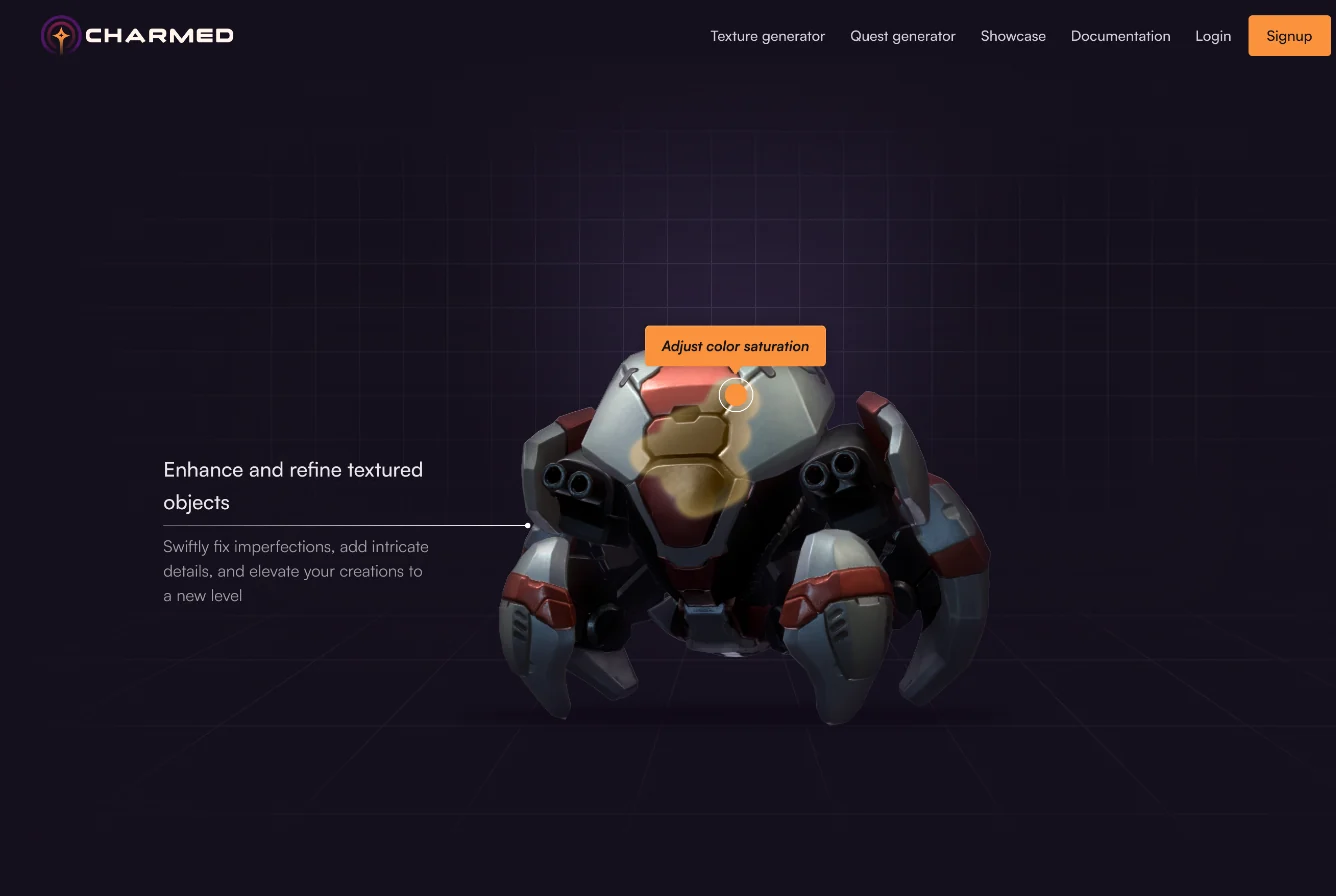 CHARMED
Texture generator
Quest generator
Showcase
Documentation
Login
Signup
Adjust color saturation
Enhance and refine textured
objects
Swiftly fix imperfections, add intricate
details, and elevate your creations to
a new level